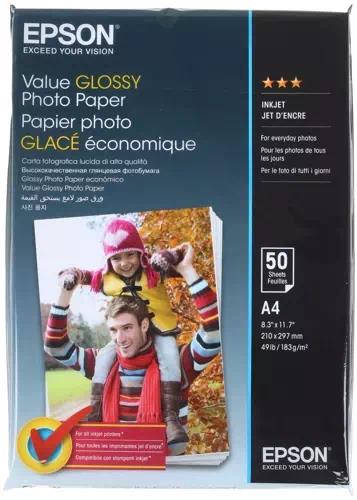 EPSON
EXCEED YOUR VISION
Value GLOSSY
Photo Paper
Papier photo
GLACÉ économique
Carta fotografica lucida di alta qualità
Высококачественная глянцевая фотобумага
Glossy Photo Paper económico
Value Glossy Photo Paper
ورق صور لامع يستحق القيمة
사진 용지
INKJET
JET D'ENCRE
For everyday photos
Pour les photos de tous
les jours
Per le foto di tutti i giorni
50
Sheets
Feuilles
A4
8.3"x 11.7"
210 x 297 mm
49lb / 183g/m²
For all inkjet printers*
Pour toutes les imprimantes jet d'encre*
Compatibile con stampanti inkjet*
EPSON
EXCEED YOUR VISION